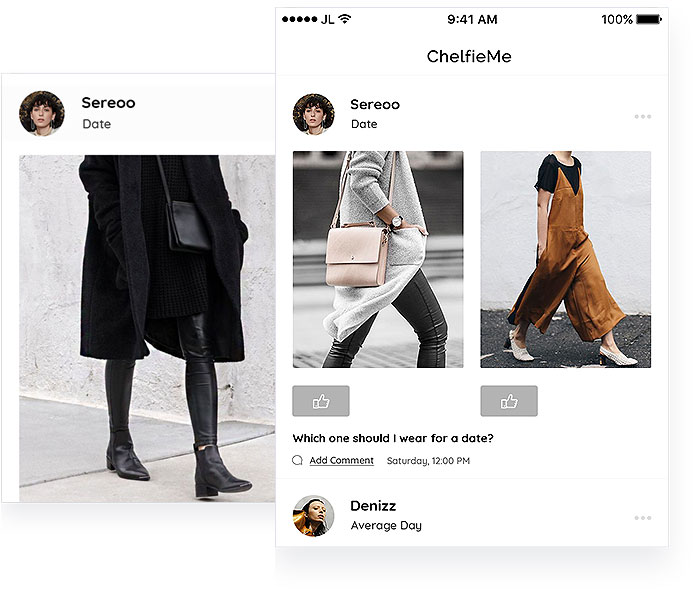 JL
9:41 AM
100%
ChelfieMe
Sereoo
Date
Sereoo
Date
Which one should I wear for a date?
Add Comment
Saturday, 12:00 PM
Denizz
Average Day